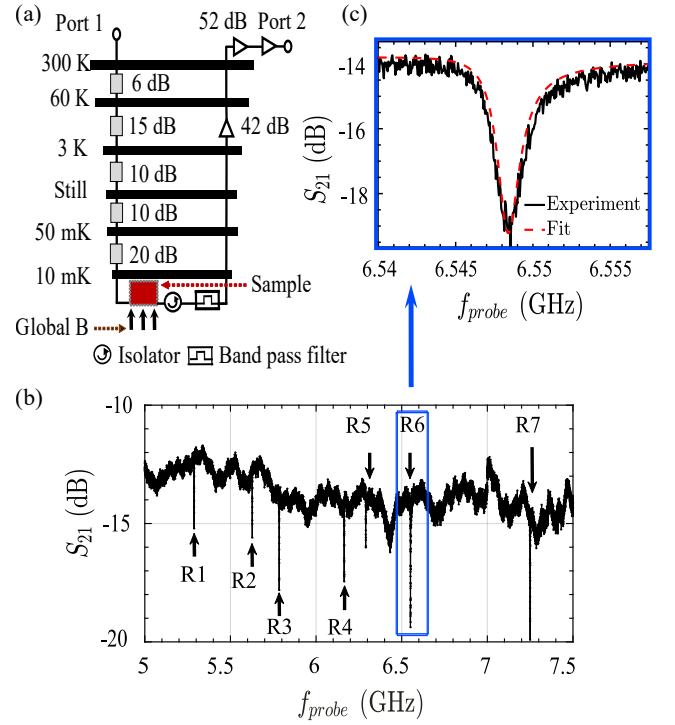 (a)
Port 1
52 dB
Port 2
300 K
6 dB
60 K
15 dB
42 dB
3 K
10 dB
Still
10 dB
50 mK
20 dB
10 mK
Sample
Global B
Isolator
Band pass filter
(c)
-14
-16
-18
S21 (dB)
Experiment
Fit
6.54
6.545
6.55
6.555
fprobe (GHz)
(b)
-10
-15
-20
S21 (dB)
R1
R2
R3
R4
R5
R6
R7
5
5.5
6
6.5
7
7.5
fprobe (GHz)